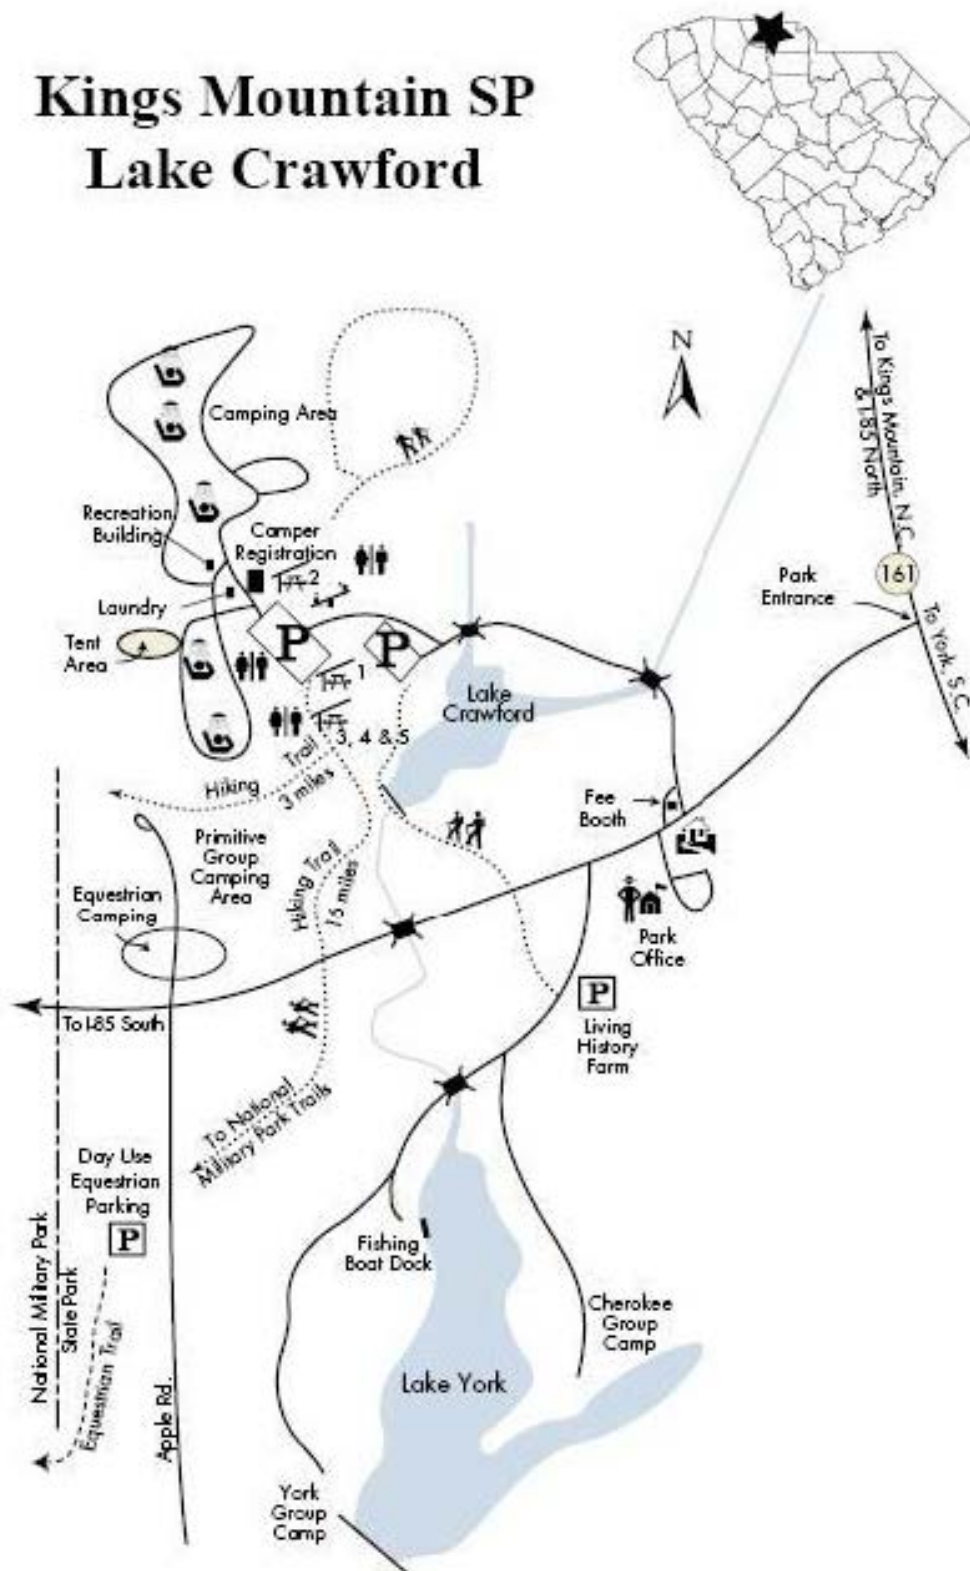 Kings Mountain SP
Lake Crawford
N
To Kings Mountain, N.C.
& I-85 North
161
To York, S.C.
Park
Entrance
Camping Area
Recreation
Building
Camper
Registration
2
Laundry
Tent
Area
P
P
1
3, 4 & 5
Lake
Crawford
Hiking Trail
3 miles
Fee
Booth
Primitive
Group
Camping
Area
Hiking Trail
15 miles
Equestrian
Camping
Park
Office
P
Living
History
Farm
To I-85 South
To National
Military Park Trails
Day Use
Equestrian
Parking
P
National Military Park
State Park
Equestrian Trail
Apple Rd.
Fishing
Boat Dock
Cherokee
Group
Camp
Lake York
York
Group
Camp